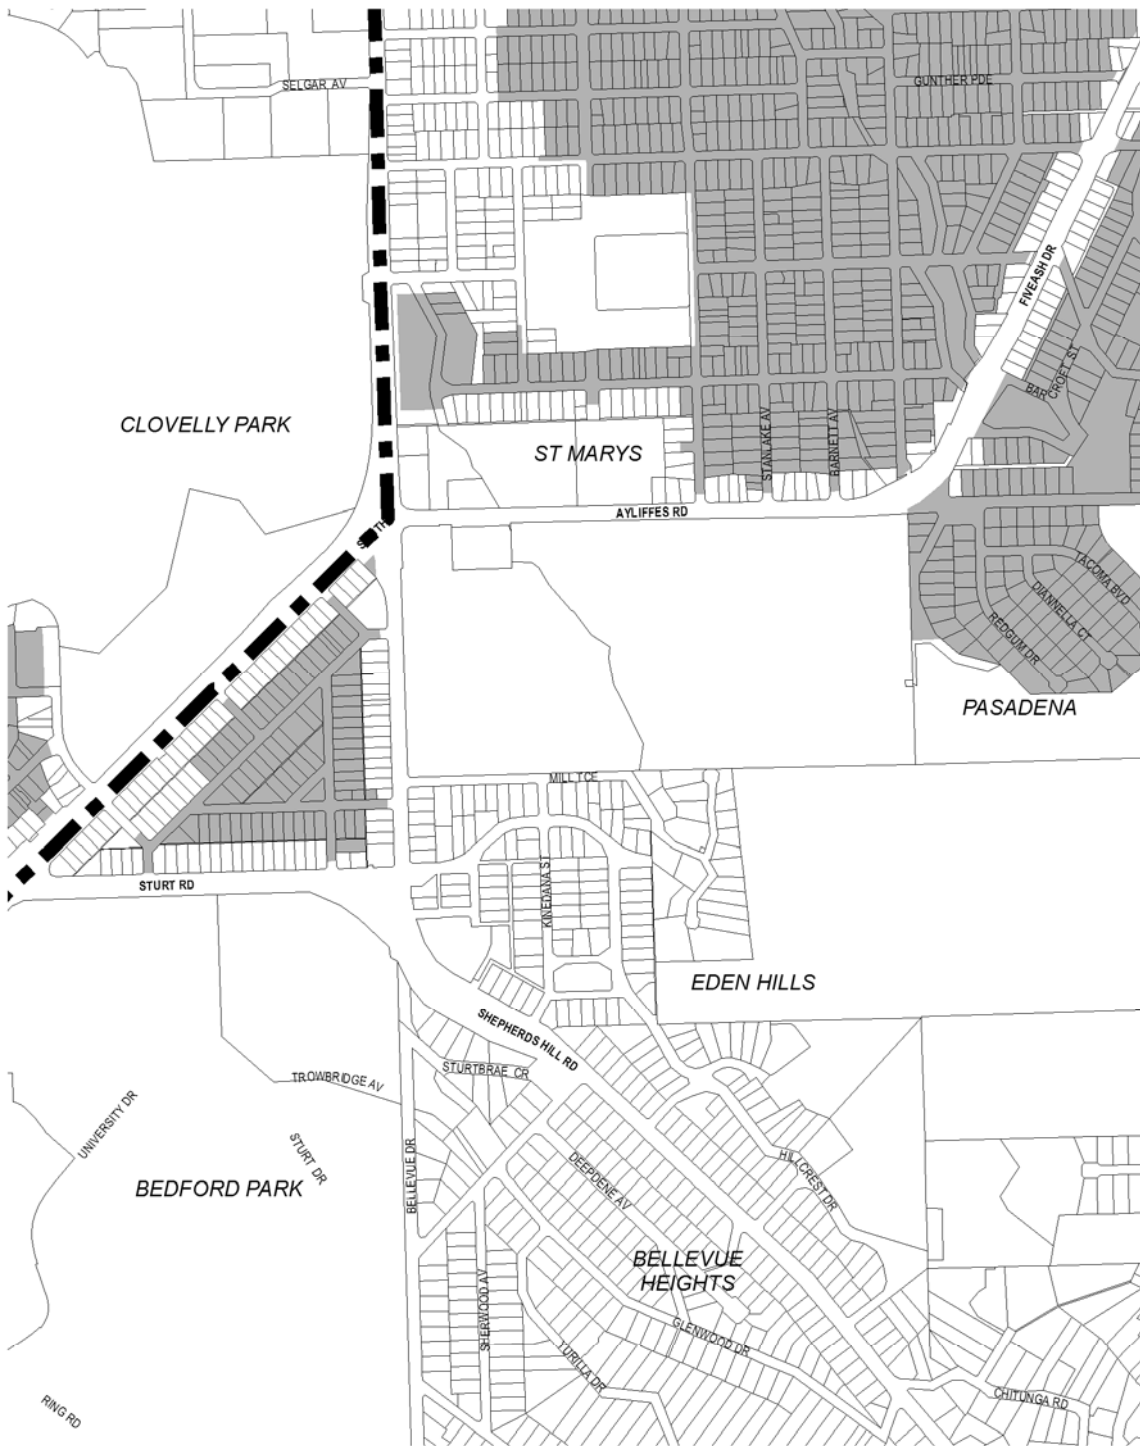 GUNTHER PDE
SELGAR AV
FIVEASH DR
BAR CROFT ST
CLOVELLY PARK
STANLAKE AV
BARNETT AV
ST MARYS
AYLIFFES RD
TACOMA BVD
DIANNELLA CT
REDGUM DR
PASADENA
MILL TCE
STURT RD
KINEDANA ST
EDEN HILLS
SHEPHERDS HILL RD
STURTBRAE CR
TROWBRIDGE AV
UNIVERSITY DR
STURT DR
BELLEVUE DR
DEEPDENE AV
HILLCREST DR
BEDFORD PARK
BELLEVUE
HEIGHTS
SHERWOOD AV
GLENWOOD DR
YURILLA DR
CHITUNGA RD
RING RD